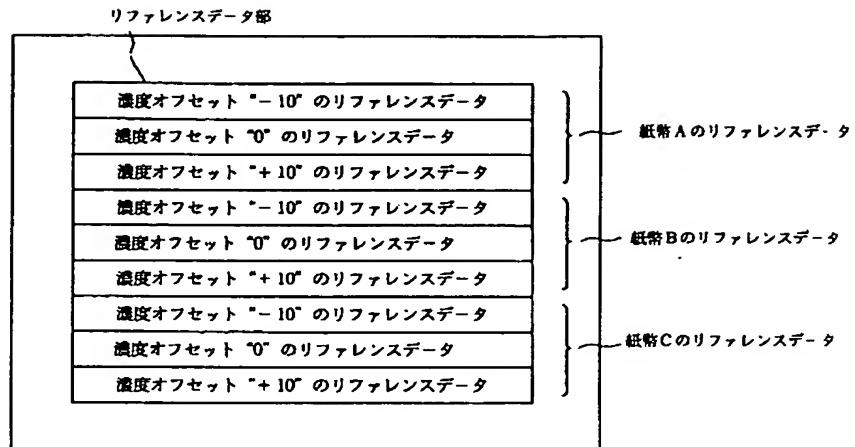 リファレンスデータ部
濃度オフセット "-10" のリファレンスデータ
濃度オフセット "0" のリファレンスデータ
濃度オフセット "+10" のリファレンスデータ
紙幣Aのリファレンスデータ
濃度オフセット "-10" のリファレンスデータ
濃度オフセット "0" のリファレンスデータ
濃度オフセット "+10" のリファレンスデータ
紙幣Bのリファレンスデータ
濃度オフセット "-10" のリファレンスデータ
濃度オフセット "0" のリファレンスデータ
濃度オフセット "+10" のリファレンスデータ
紙幣Cのリファレンスデータ